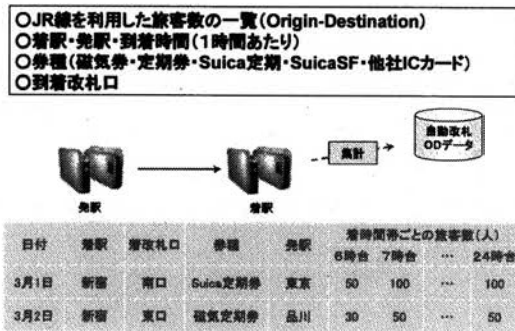 ○JR線を利用した旅客数の一覧(Origin-Destination)
○着駅・発駅・到着時間(1時間あたり)
○券種(磁気券・定期券・Suica定期・SuicaSF・他社ICカード)
○到着改札口
自動改札
ODデータ
集計
発駅
着駅
日付 着駅 着改札口 券種 発駅 着時間帯ごとの旅客数(人)
6時台 7時台 … 24時台
3月1日 新宿 南口 Suica定期券 東京 50 100 … 100
3月2日 新宿 東口 磁気定期券 品川 30 50 … 50